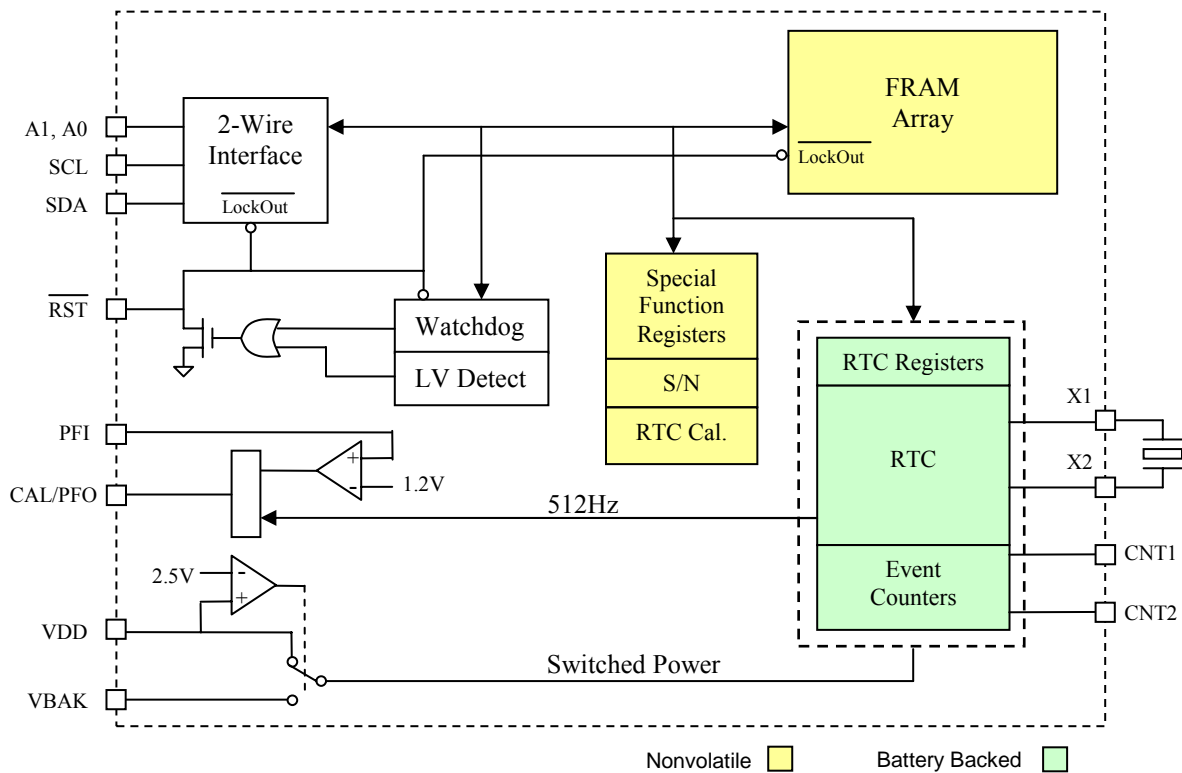 FRAM
Array
LockOut
A1, A0
SCL
SDA
2-Wire
Interface
LockOut
RST
Watchdog
LV Detect
Special
Function
Registers
S/N
RTC Cal.
RTC Registers
RTC
Event
Counters
X1
X2
CNT1
CNT2
PFI
CAL/PFO
+
-
1.2V
512Hz
2.5V
-
+
VDD
VBAK
Switched Power
Nonvolatile
Battery Backed